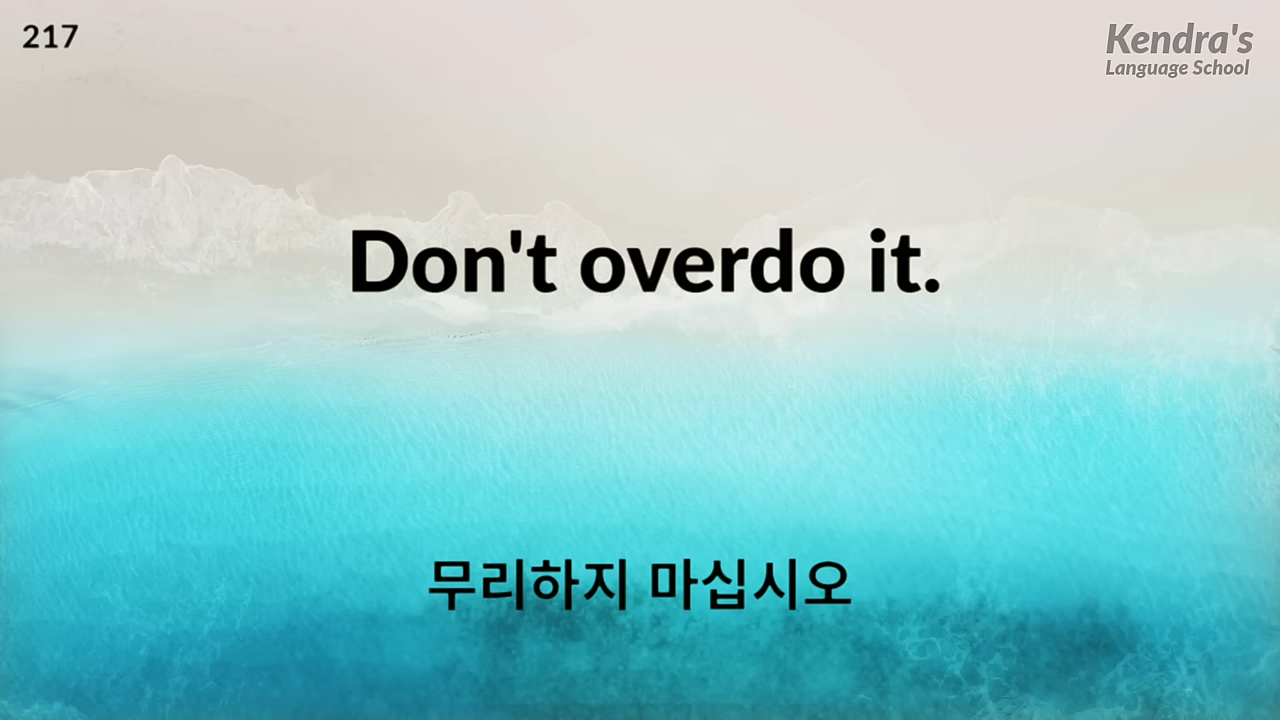 217
Kendra's
Language School
Don't overdo it.
무리하지 마십시오